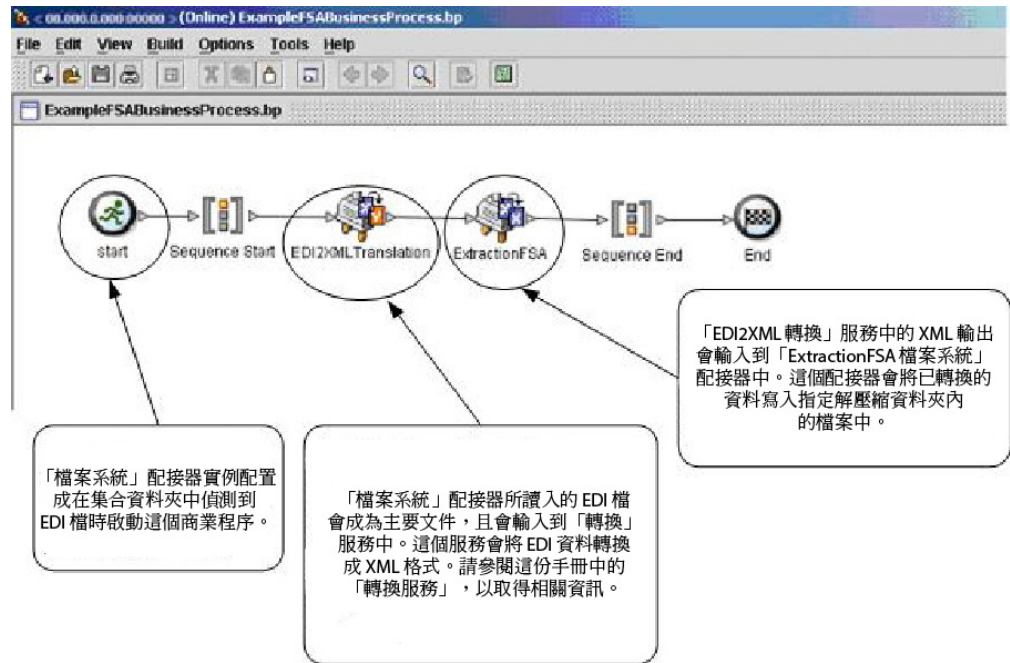 < 00.000.0.000:00000 > (Online) ExampleFSABusinessProcess.bp
File Edit View Build Options Tools Help
ExampleFSABusinessProcess.bp
start
Sequence Start
EDI2XMLTranslation
ExtractionFSA
Sequence End
End
「EDI2XML 轉換」服務中的 XML 輸出
會輸入到「ExtractionFSA 檔案系統」
配接器中。這個配接器會將已轉換的
資料寫入指定解壓縮資料夾內
的檔案中。
「檔案系統」配接器實例配置
成在集合資料夾中偵測到
EDI 檔時啟動這個商業程序。
「檔案系統」配接器所讀入的 EDI 檔
會成為主要文件，且會輸入到「轉換」
服務中。這個服務會將 EDI 資料轉換
成 XML 格式。請參閱這份手冊中的
「轉換服務」，以取得相關資訊。